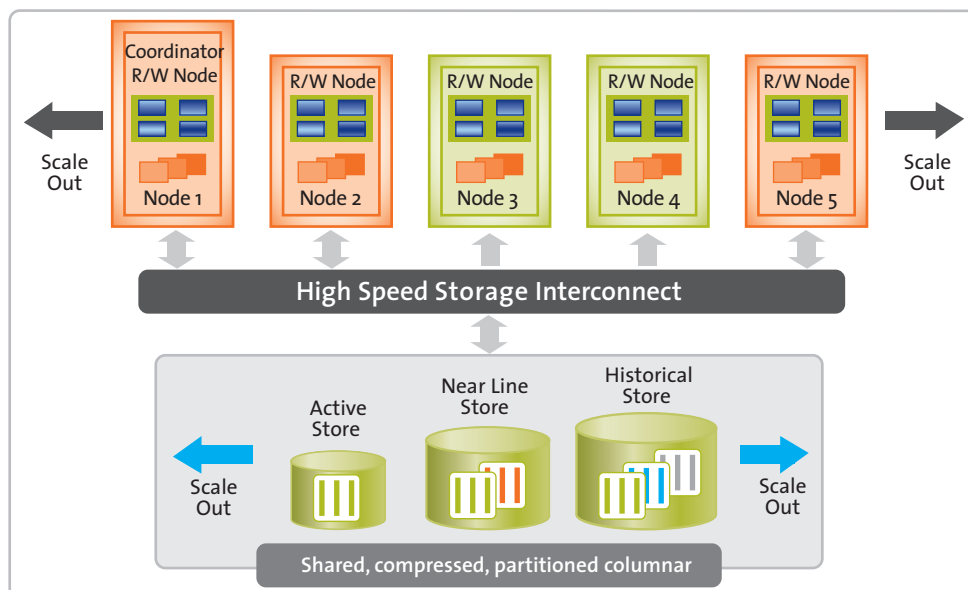 Coordinator
R/W Node
Node 1
R/W Node
Node 2
R/W Node
Node 3
R/W Node
Node 4
R/W Node
Node 5
Scale
Out
Scale
Out
High Speed Storage Interconnect
Active
Store
Near Line
Store
Historical
Store
Scale
Out
Scale
Out
Shared, compressed, partitioned columnar